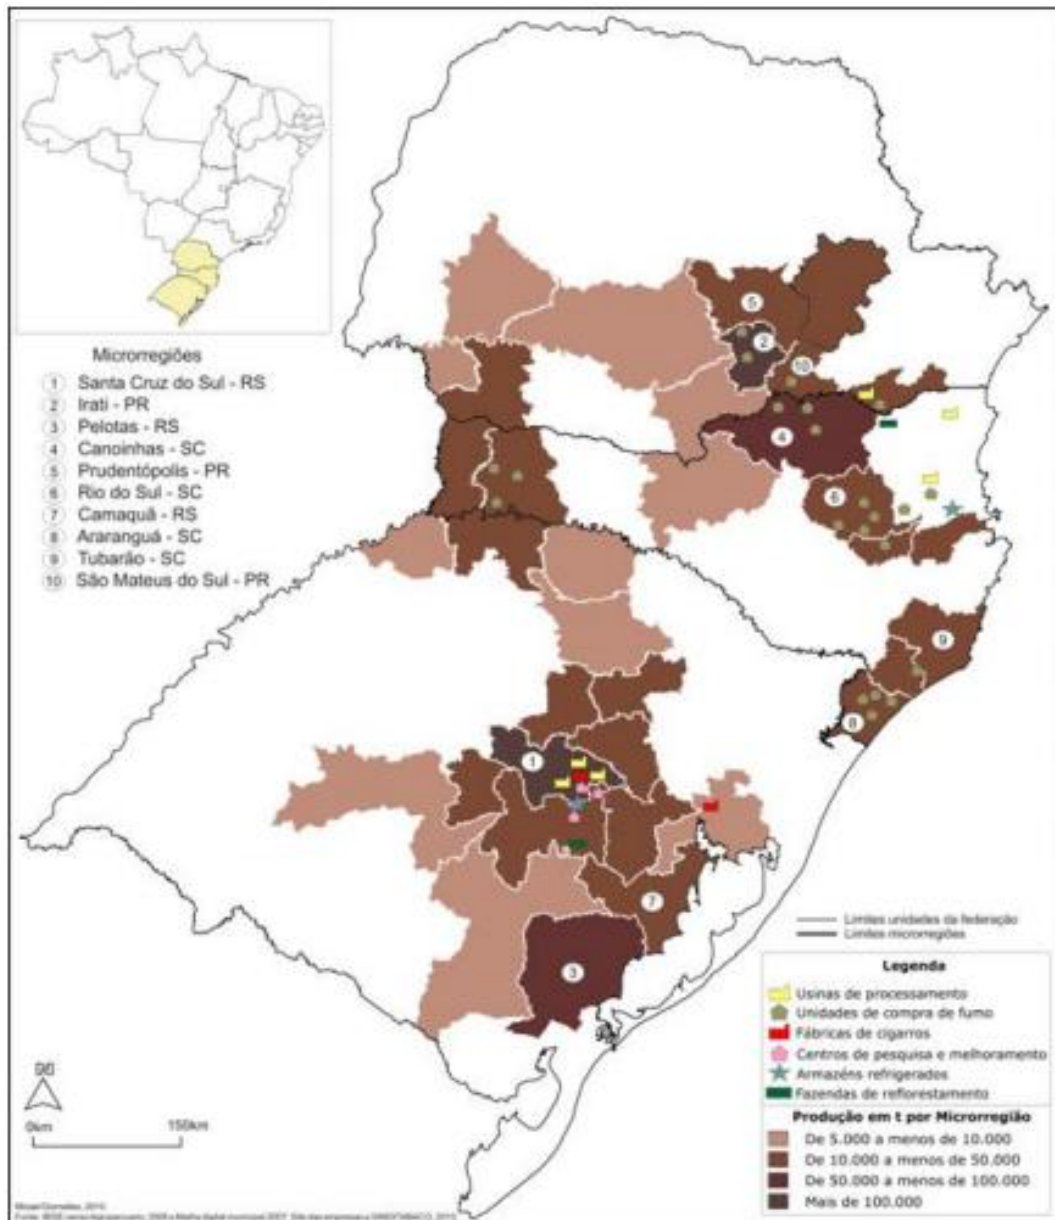 Microrregiões
1 Santa Cruz do Sul - RS
2 Irati - PR
3 Pelotas - RS
4 Canoinhas - SC
5 Prudentópolis - PR
6 Rio do Sul - SC
7 Camaquã - RS
8 Araranguá - SC
9 Tubarão - SC
10 São Mateus do Sul - PR
5
2
10
4
6
9
8
1
7
3
Limites unidades da federação
Limites microrregiões
Legenda
Usinas de processamento
Unidades de compra de fumo
Fábricas de cigarros
Centros de pesquisa e melhoramento
Armazéns refrigerados
Fazendas de reflorestamento
Produção em t por Microrregião
De 5.000 a menos de 10.000
De 10.000 a menos de 50.000
De 50.000 a menos de 100.000
Mais de 100.000
0km 150km